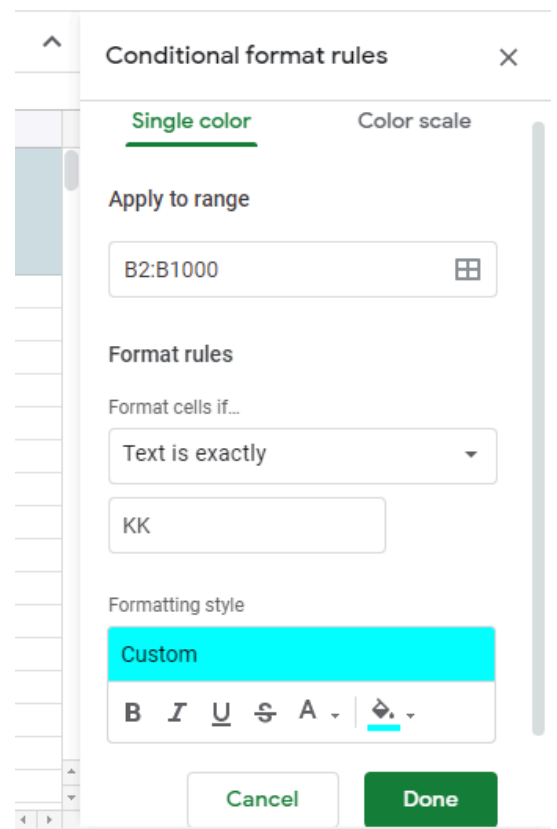 Conditional format rules
Single color Color scale
Apply to range
B2:B1000
Format rules
Format cells if…
Text is exactly
KK
Formatting style
Custom
B I U S A
Cancel Done